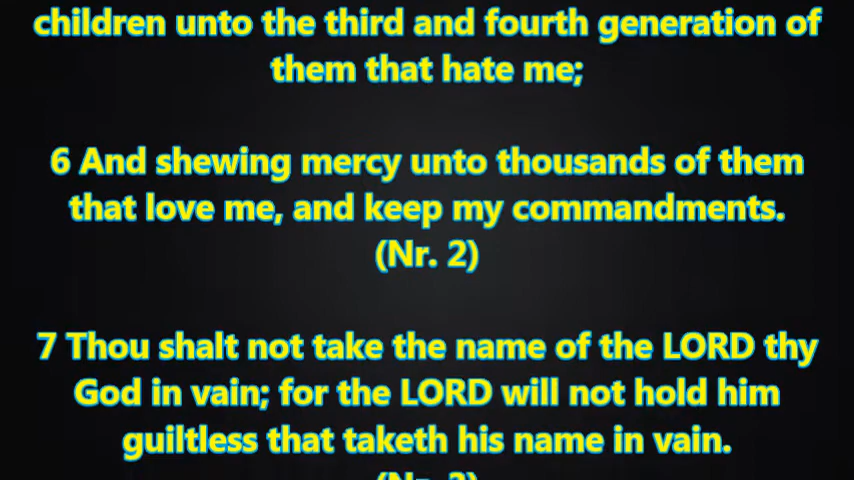 children unto the third and fourth generation of
them that hate me;
6 And shewing mercy unto thousands of them
that love me, and keep my commandments.
(Nr. 2)
7 Thou shalt not take the name of the LORD thy
God in vain; for the LORD will not hold him
guiltless that taketh his name in vain.
(Nr. 3)